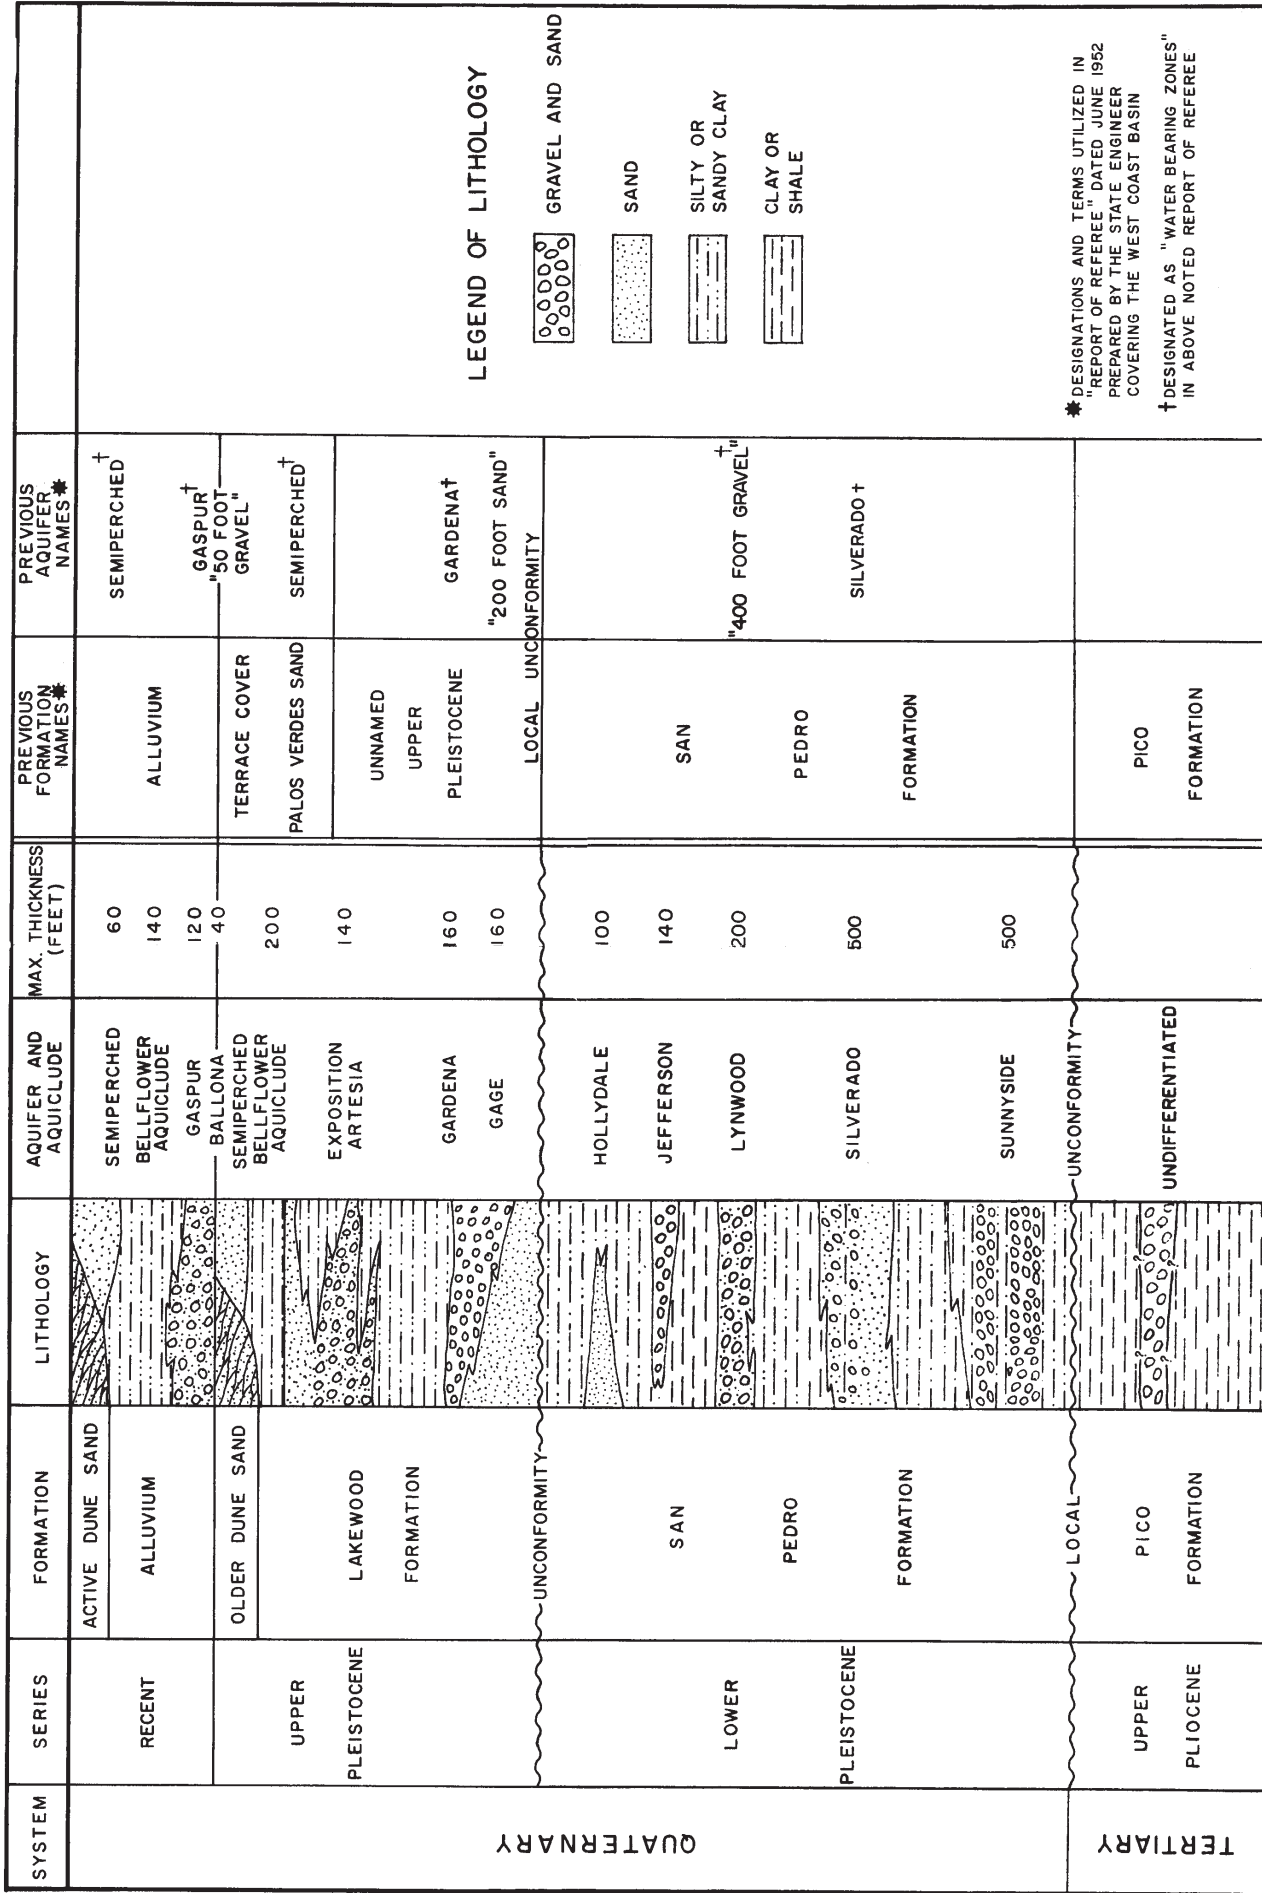 SYSTEM
SERIES
FORMATION
LITHOLOGY
AQUIFER AND
AQUICLUDE
MAX. THICKNESS
(FEET)
PREVIOUS
FORMATION
NAMES✱
PREVIOUS
AQUIFER
NAMES✱
QUATERNARY
TERTIARY
RECENT
UPPER
PLEISTOCENE
LOWER
PLEISTOCENE
UPPER
PLIOCENE
ACTIVE DUNE SAND
ALLUVIUM
OLDER DUNE SAND
LAKEWOOD
FORMATION
UNCONFORMITY
SAN
PEDRO
FORMATION
LOCAL
PICO
FORMATION
? ?
? ?
SEMIPERCHED
BELLFLOWER
AQUICLUDE
GASPUR
BALLONA
SEMIPERCHED
BELLFLOWER
AQUICLUDE
EXPOSITION
ARTESIA
GARDENA
GAGE
HOLLYDALE
JEFFERSON
LYNWOOD
SILVERADO
SUNNYSIDE
UNCONFORMITY
UNDIFFERENTIATED
60
140
120
40
200
140
160
160
100
140
200
500
500
ALLUVIUM
TERRACE COVER
PALOS VERDES SAND
UNNAMED
UPPER
PLEISTOCENE
LOCAL UNCONFORMITY
SAN
PEDRO
FORMATION
PICO
FORMATION
SEMIPERCHED†
GASPUR†
"50 FOOT
GRAVEL"
SEMIPERCHED†
GARDENA†
"200 FOOT SAND"
"400 FOOT GRAVEL"†
SILVERADO†
LEGEND OF LITHOLOGY
GRAVEL AND SAND
SAND
SILTY OR
SANDY CLAY
CLAY OR
SHALE
✱DESIGNATIONS AND TERMS UTILIZED IN
"REPORT OF REFEREE" DATED JUNE 1952
PREPARED BY THE STATE ENGINEER
COVERING THE WEST COAST BASIN
†DESIGNATED AS "WATER BEARING ZONES"
IN ABOVE NOTED REPORT OF REFEREE